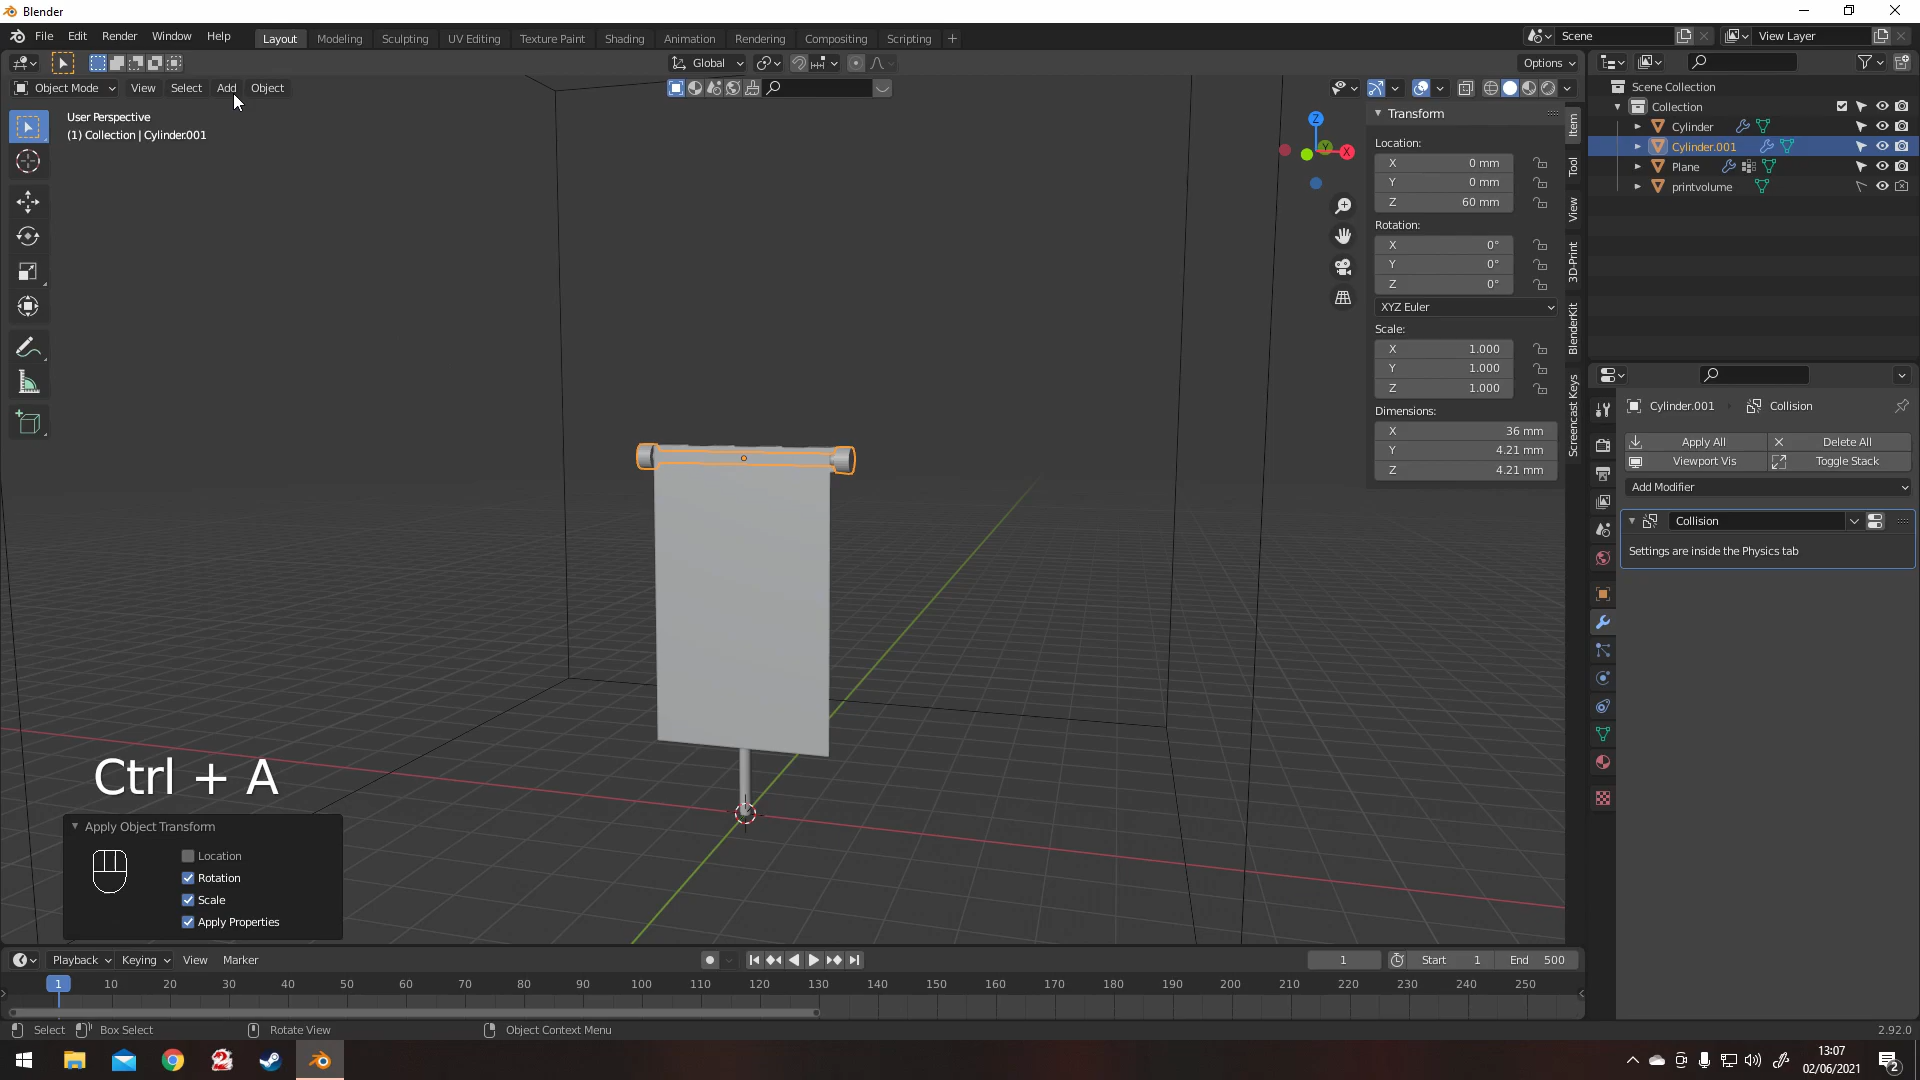 Blender
File Edit Render Window Help
Layout Modeling Sculpting UV Editing Texture Paint Shading Animation Rendering Compositing Scripting +
Scene
View Layer
Global
Options
Object Mode View Select Add Object
User Perspective
(1) Collection | Cylinder.001
Z
Y
X
Transform
Location:
X 0 mm
Y 0 mm
Z 60 mm
Rotation:
X 0°
Y 0°
Z 0°
XYZ Euler
Scale:
X 1.000
Y 1.000
Z 1.000
Dimensions:
X 36 mm
Y 4.21 mm
Z 4.21 mm
Item
Tool
View
3D-Print
BlenderKit
Screencast Keys
Scene Collection
Collection
Cylinder
Cylinder.001
Plane
printvolume
Cylinder.001 Collision
Apply All Delete All
Viewport Vis Toggle Stack
Add Modifier
Collision
Settings are inside the Physics tab
Ctrl + A
Apply Object Transform
Location
Rotation
Scale
Apply Properties
Playback Keying View Marker
1 Start 1 End 500
1 10 20 30 40 50 60 70 80 90 100 110 120 130 140 150 160 170 180 190 200 210 220 230 240 250
Select Box Select Rotate View Object Context Menu
2.92.0
13:07
02/06/2021
2